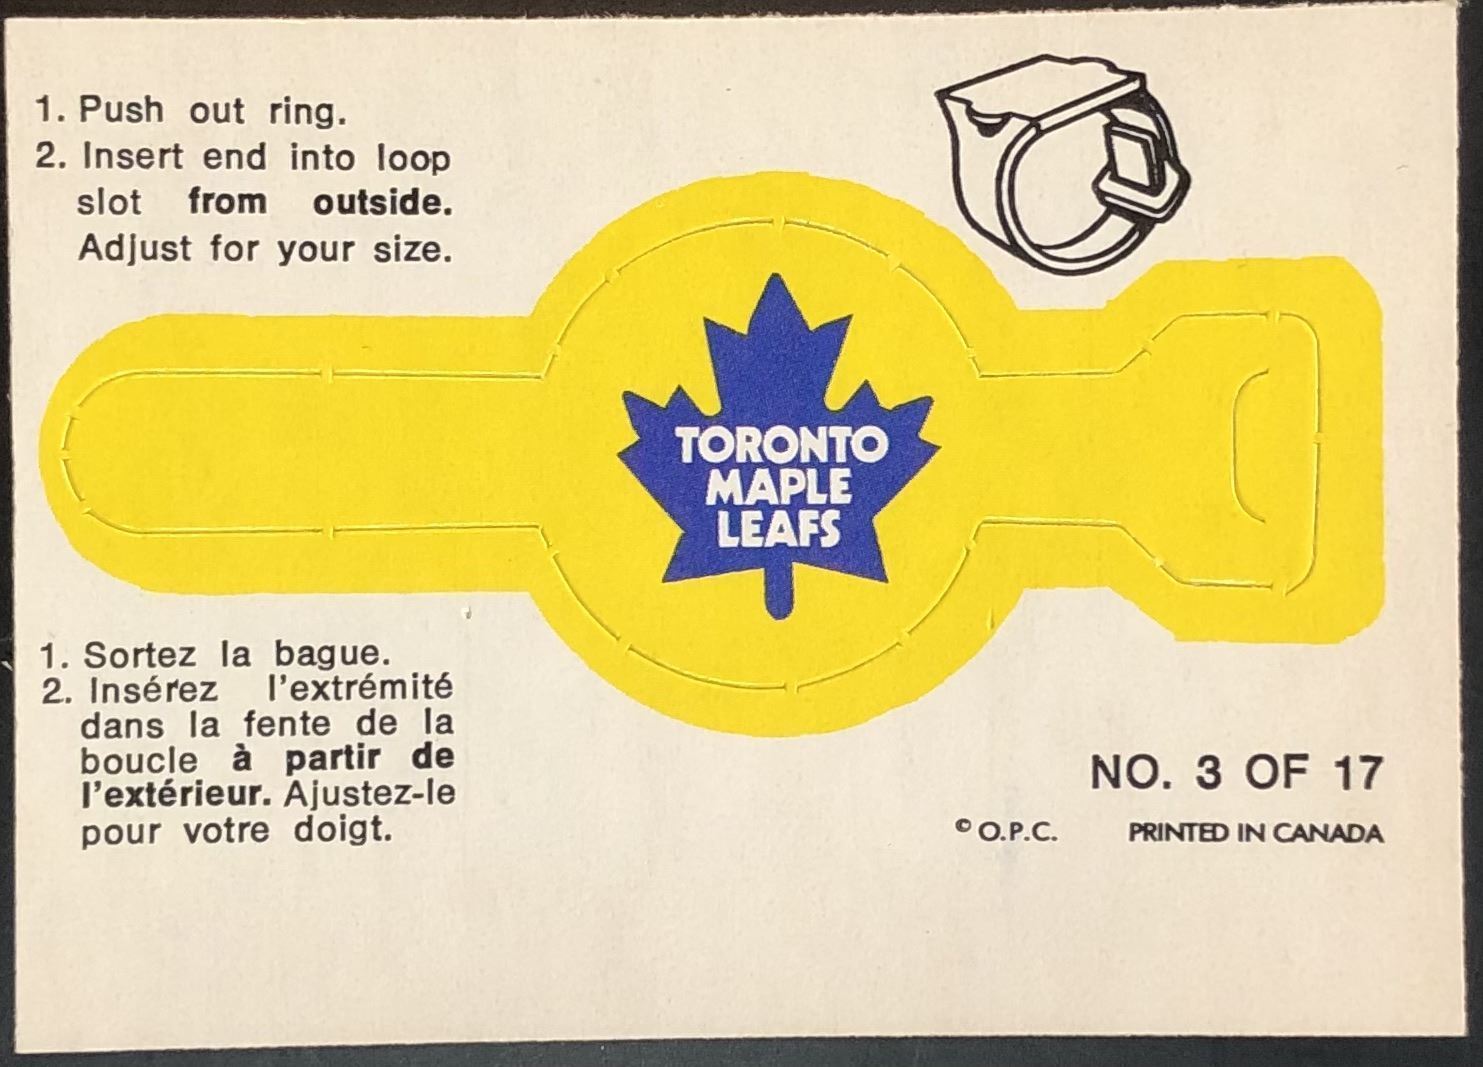 1. Push out ring.
2. Insert end into loop
slot from outside.
Adjust for your size.
TORONTO
MAPLE
LEAFS
1. Sortez la bague.
2. Insérez l'extrémité
dans la fente de la
boucle à partir de
l'extérieur. Ajustez-le
pour votre doigt.
NO. 3 OF 17
© O.P.C. PRINTED IN CANADA